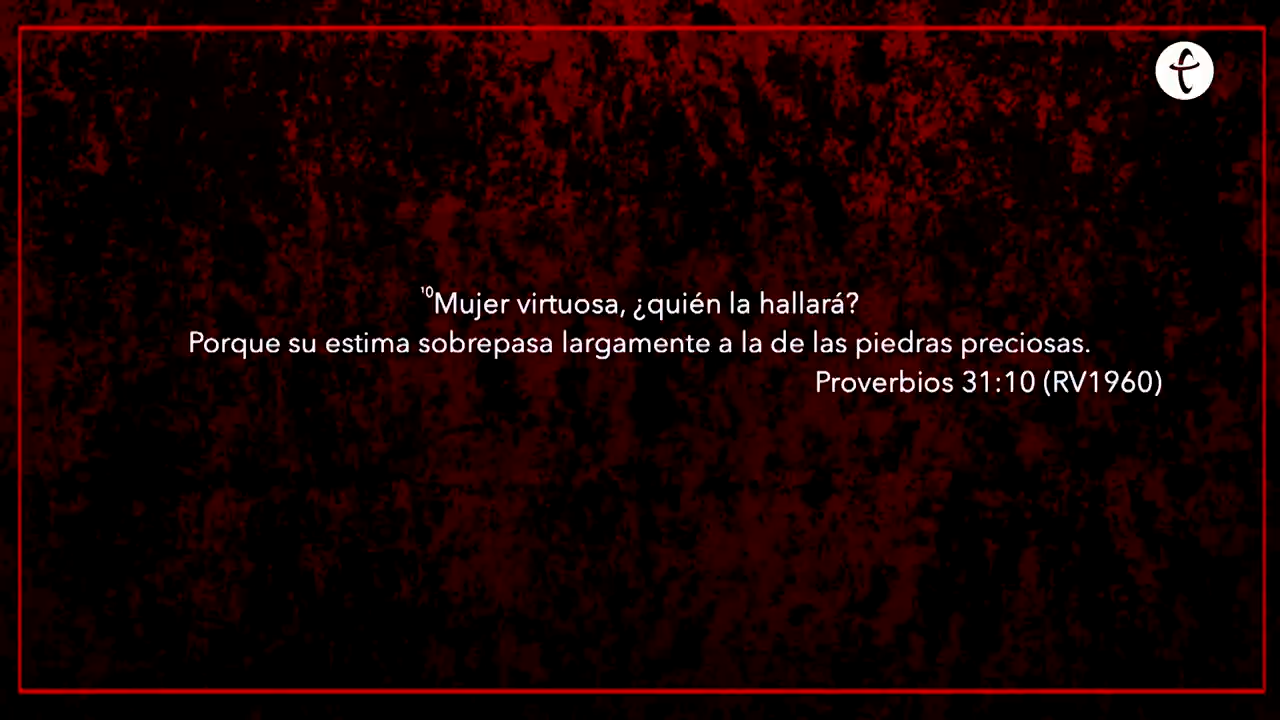 ¹⁰Mujer virtuosa, ¿quién la hallará?
Porque su estima sobrepasa largamente a la de las piedras preciosas.
Proverbios 31:10 (RV1960)